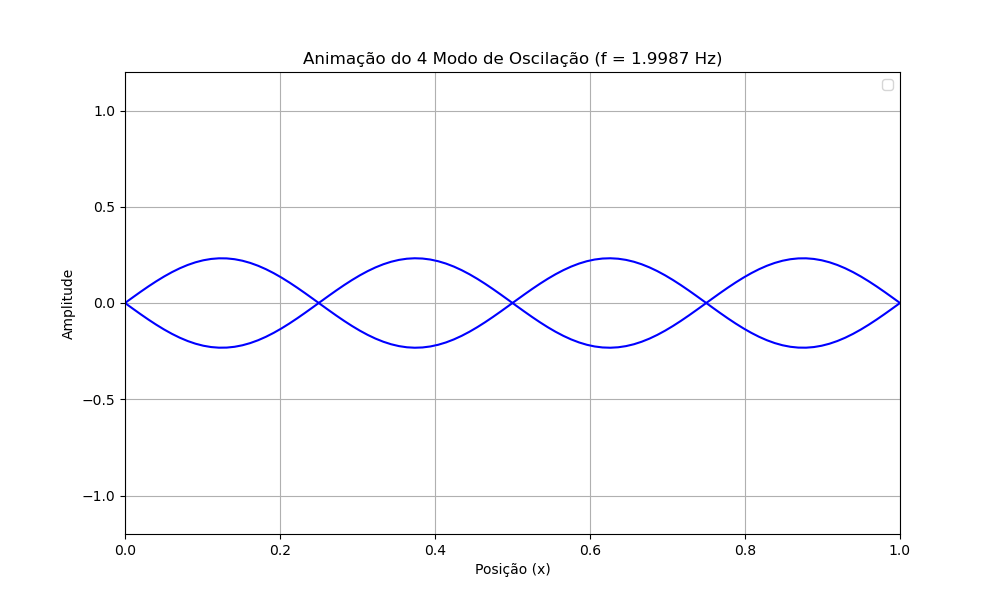 Animação do 4 Modo de Oscilação (f = 1.9987 Hz)
1.0
0.5
0.0
−0.5
−1.0
Amplitude
0.0 0.2 0.4 0.6 0.8 1.0
Posição (x)